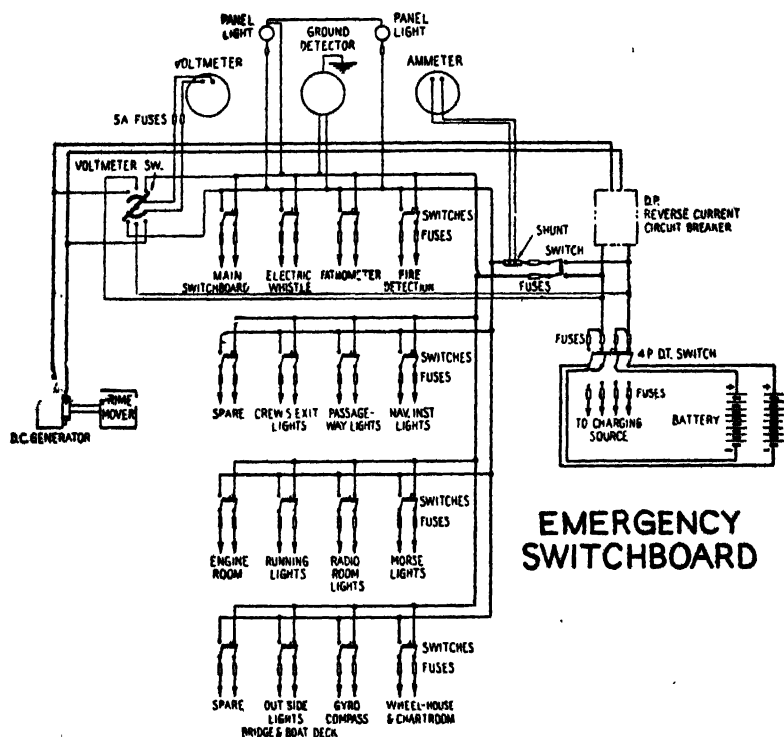 PANEL
LIGHT
GROUND
DETECTOR
PANEL
LIGHT
VOLTMETER
AMMETER
5A FUSES
VOLTMETER SW.
D.P.
REVERSE CURRENT
CIRCUIT BREAKER
SWITCHES
FUSES
SHUNT
SWITCH
FUSES
MAIN
SWITCHBOARD
ELECTRIC
WHISTLE
FATHOMETER
FIRE
DETECTION
SWITCHES
FUSES
SPARE
CREW S EXIT
LIGHTS
PASSAGE-
WAY LIGHTS
NAV. INST
LIGHTS
FUSES
4 P D.T. SWITCH
FUSES
TO CHARGING
SOURCE
BATTERY
MOVER
D.C. GENERATOR
SWITCHES
FUSES
ENGINE
ROOM
RUNNING
LIGHTS
RADIO
ROOM
LIGHTS
MORSE
LIGHTS
EMERGENCY
SWITCHBOARD
SWITCHES
FUSES
SPARE
OUT SIDE
LIGHTS
BRIDGE & BOAT DECK
GYRO
COMPASS
WHEEL-HOUSE
& CHARTROOM